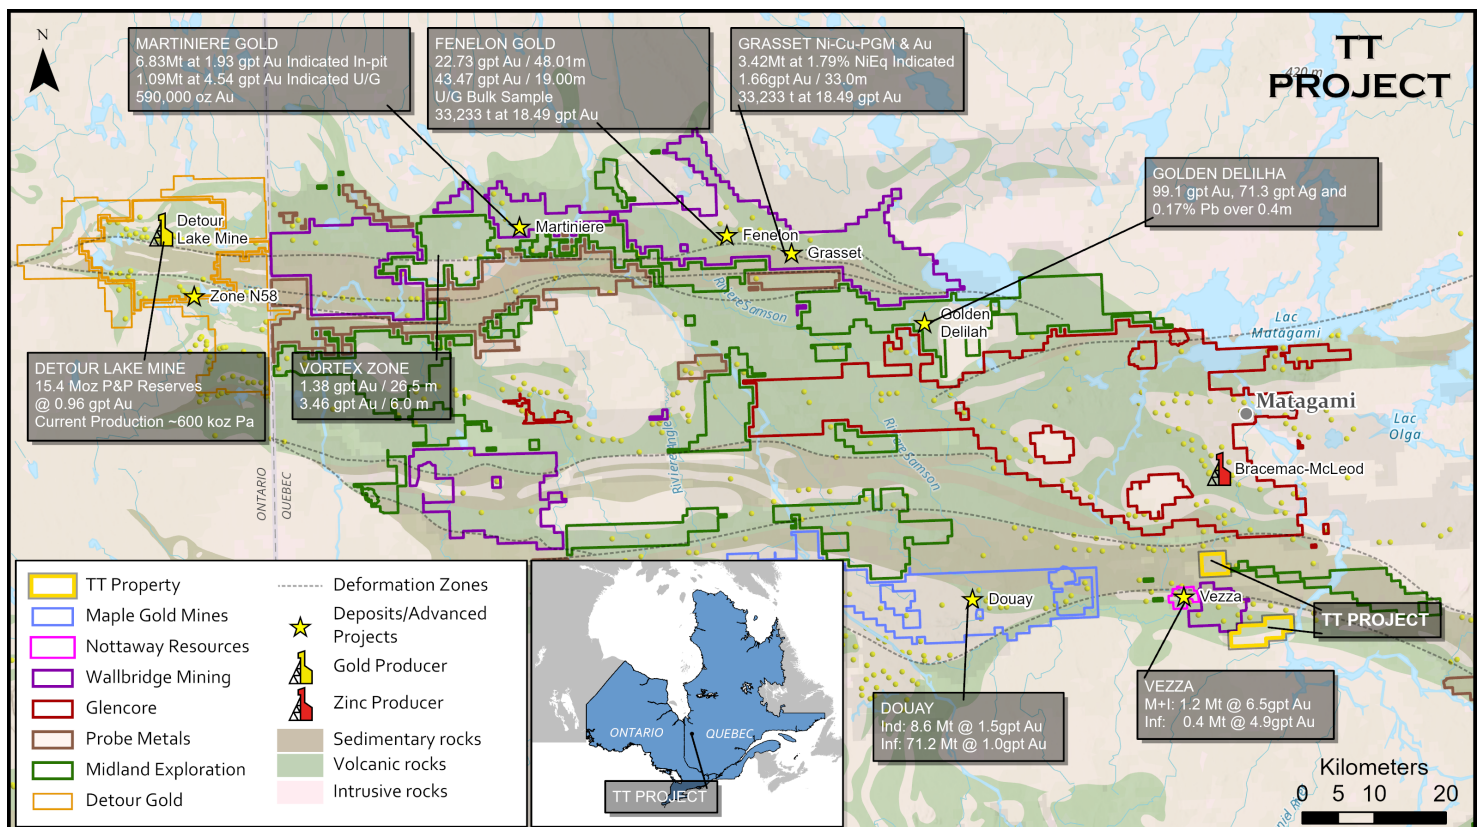 N
MARTINIERE GOLD
6.83Mt at 1.93 gpt Au Indicated In-pit
1.09Mt at 4.54 gpt Au Indicated U/G
590,000 oz Au
FENELON GOLD
22.73 gpt Au / 48.01m
43.47 gpt Au / 19.00m
U/G Bulk Sample
33,233 t at 18.49 gpt Au
GRASSET Ni-Cu-PGM & Au
3.42Mt at 1.79% NiEq Indicated
1.66gpt Au / 33.0m
33,233 t at 18.49 gpt Au
TT
PROJECT
420 m
GOLDEN DELILHA
99.1 gpt Au, 71.3 gpt Ag and
0.17% Pb over 0.4m
Detour
Lake Mine
Zone N58
Martiniere
Fenelon
Grasset
Golden
Delilah
Rivière Samson
Lac
Matagami
DETOUR LAKE MINE
15.4 Moz P&P Reserves
@ 0.96 gpt Au
Current Production ~600 koz Pa
VORTEX ZONE
1.38 gpt Au / 26.5 m
3.46 gpt Au / 6.0 m
Matagami
Lac
Olga
Bracemac-McLeod
ONTARIO
QUEBEC
Rivière Samson
Douay
Vezza
TT PROJECT
DOUAY
Ind: 8.6 Mt @ 1.5gpt Au
Inf: 71.2 Mt @ 1.0gpt Au
VEZZA
M+I: 1.2 Mt @ 6.5gpt Au
Inf: 0.4 Mt @ 4.9gpt Au
TT Property
Maple Gold Mines
Nottaway Resources
Wallbridge Mining
Glencore
Probe Metals
Midland Exploration
Detour Gold
Deformation Zones
Deposits/Advanced
Projects
Gold Producer
Zinc Producer
Sedimentary rocks
Volcanic rocks
Intrusive rocks
ONTARIO
QUEBEC
TT PROJECT
Kilometers
0 5 10 20